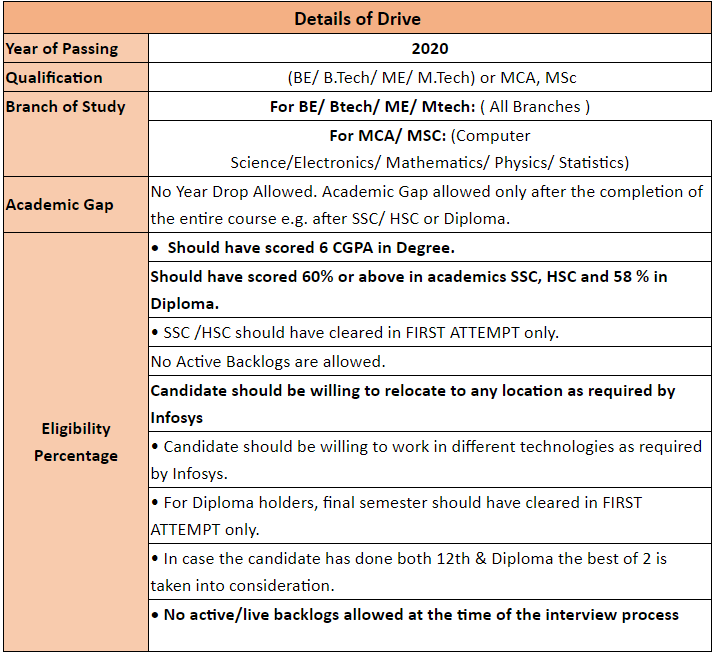 Details of Drive
Year of Passing
2020
Qualification
(BE/ B.Tech/ ME/ M.Tech) or MCA, MSc
Branch of Study
For BE/ Btech/ ME/ Mtech: ( All Branches )
For MCA/ MSC: (Computer
Science/Electronics/ Mathematics/ Physics/ Statistics)
Academic Gap
No Year Drop Allowed. Academic Gap allowed only after the completion of
the entire course e.g. after SSC/ HSC or Diploma.
Eligibility
Percentage
• Should have scored 6 CGPA in Degree.
Should have scored 60% or above in academics SSC, HSC and 58 % in
Diploma.
• SSC /HSC should have cleared in FIRST ATTEMPT only.
No Active Backlogs are allowed.
Candidate should be willing to relocate to any location as required by
Infosys
• Candidate should be willing to work in different technologies as required
by Infosys.
• For Diploma holders, final semester should have cleared in FIRST
ATTEMPT only.
• In case the candidate has done both 12th & Diploma the best of 2 is
taken into consideration.
• No active/live backlogs allowed at the time of the interview process